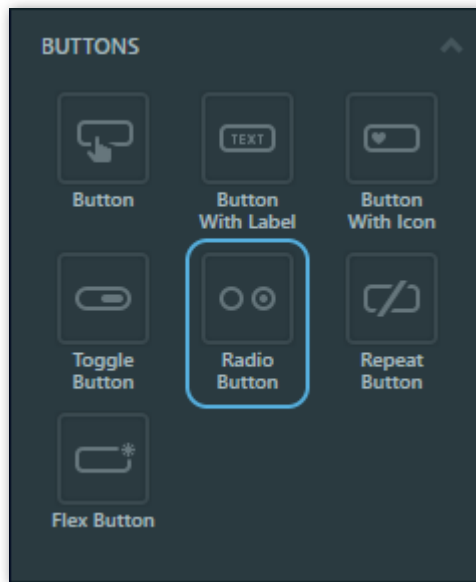 BUTTONS
TEXT
Button
Button
With Label
Button
With Icon
Toggle
Button
Radio
Button
Repeat
Button
Flex Button